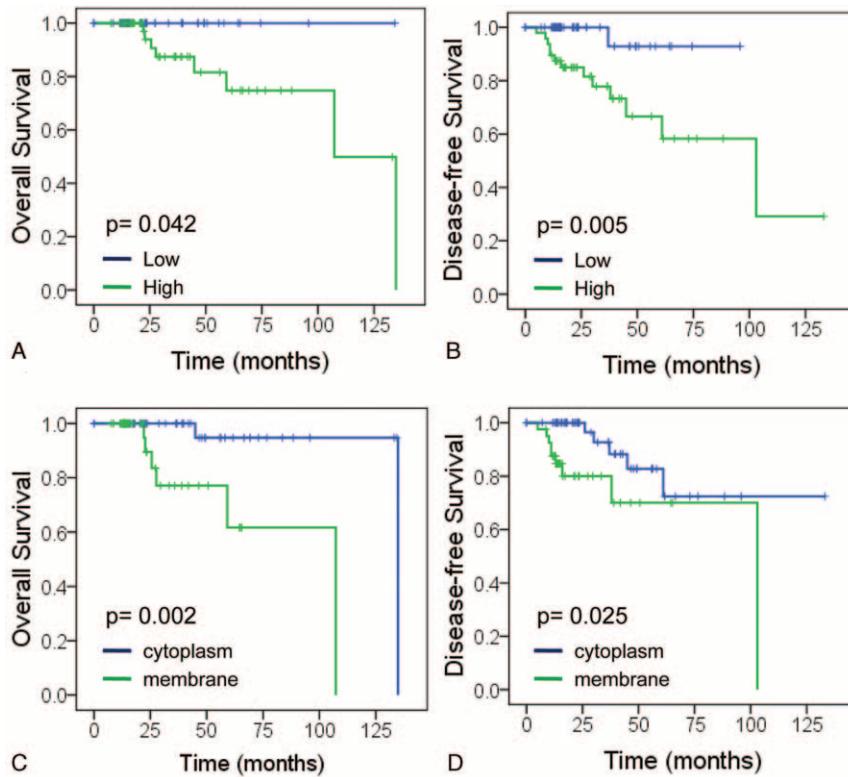 Overall Survival
1.0
0.8
0.6
0.4
0.2
0.0
p= 0.042
Low
High
0 25 50 75 100 125
Time (months)
A
Disease-free Survival
1.0
0.8
0.6
0.4
0.2
0.0
p= 0.005
Low
High
0 25 50 75 100 125
Time (months)
B
Overall Survival
1.0
0.8
0.6
0.4
0.2
0.0
p= 0.002
cytoplasm
membrane
0 25 50 75 100 125
Time (months)
C
Disease-free Survival
1.0
0.8
0.6
0.4
0.2
0.0
p= 0.025
cytoplasm
membrane
0 25 50 75 100 125
Time (months)
D